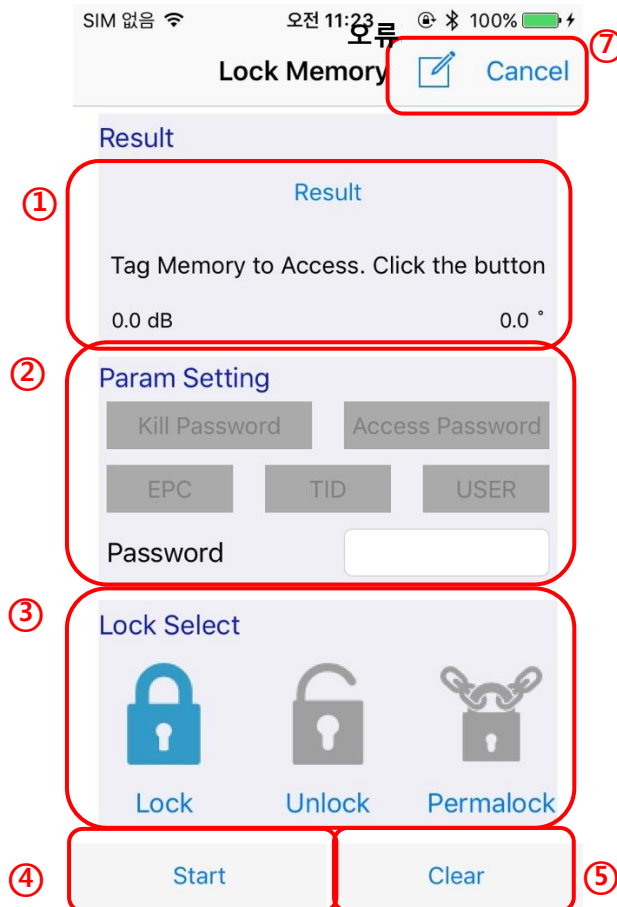 SIM 없음 오전 11:23 100%
오류
Lock Memory Cancel ⑦
Result
①
Result
Tag Memory to Access. Click the button
0.0 dB 0.0 °
②
Param Setting
Kill Password Access Password
EPC TID USER
Password
③
Lock Select
Lock Unlock Permalock
④ Start Clear ⑤